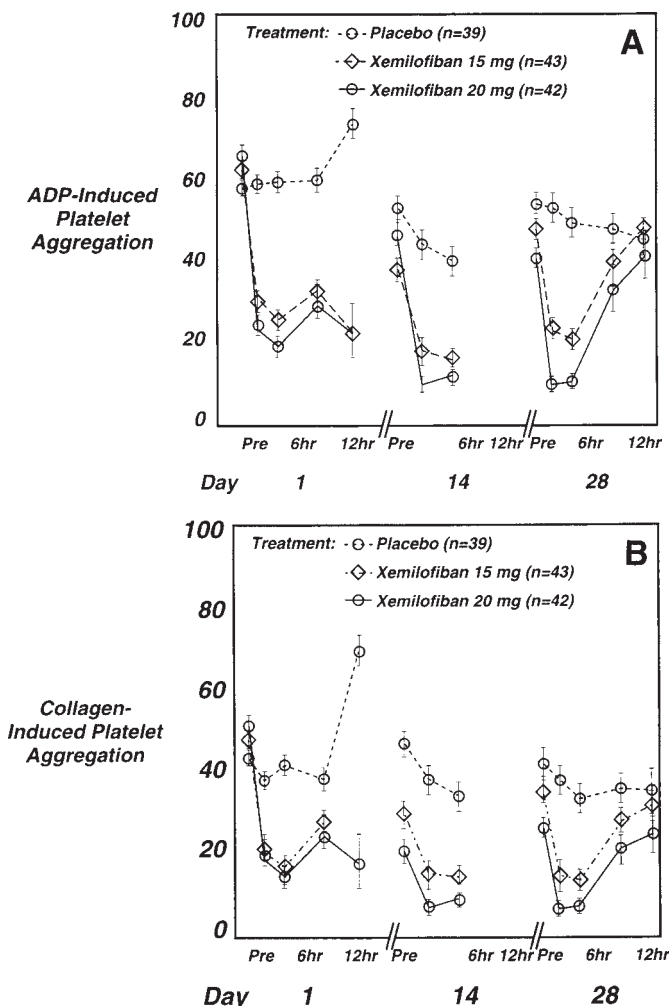 100
80
60
40
20
0
ADP-Induced
Platelet
Aggregation
Treatment: Placebo (n=39)
Xemilofiban 15 mg (n=43)
Xemilofiban 20 mg (n=42)
A
Pre 6hr 12hr Pre 6hr 12hr Pre 6hr 12hr
Day 1 14 28
100
80
60
40
20
0
Collagen-
Induced Platelet
Aggregation
Treatment: Placebo (n=39)
Xemilofiban 15 mg (n=43)
Xemilofiban 20 mg (n=42)
B
Pre 6hr 12hr Pre 6hr 12hr Pre 6hr 12hr
Day 1 14 28